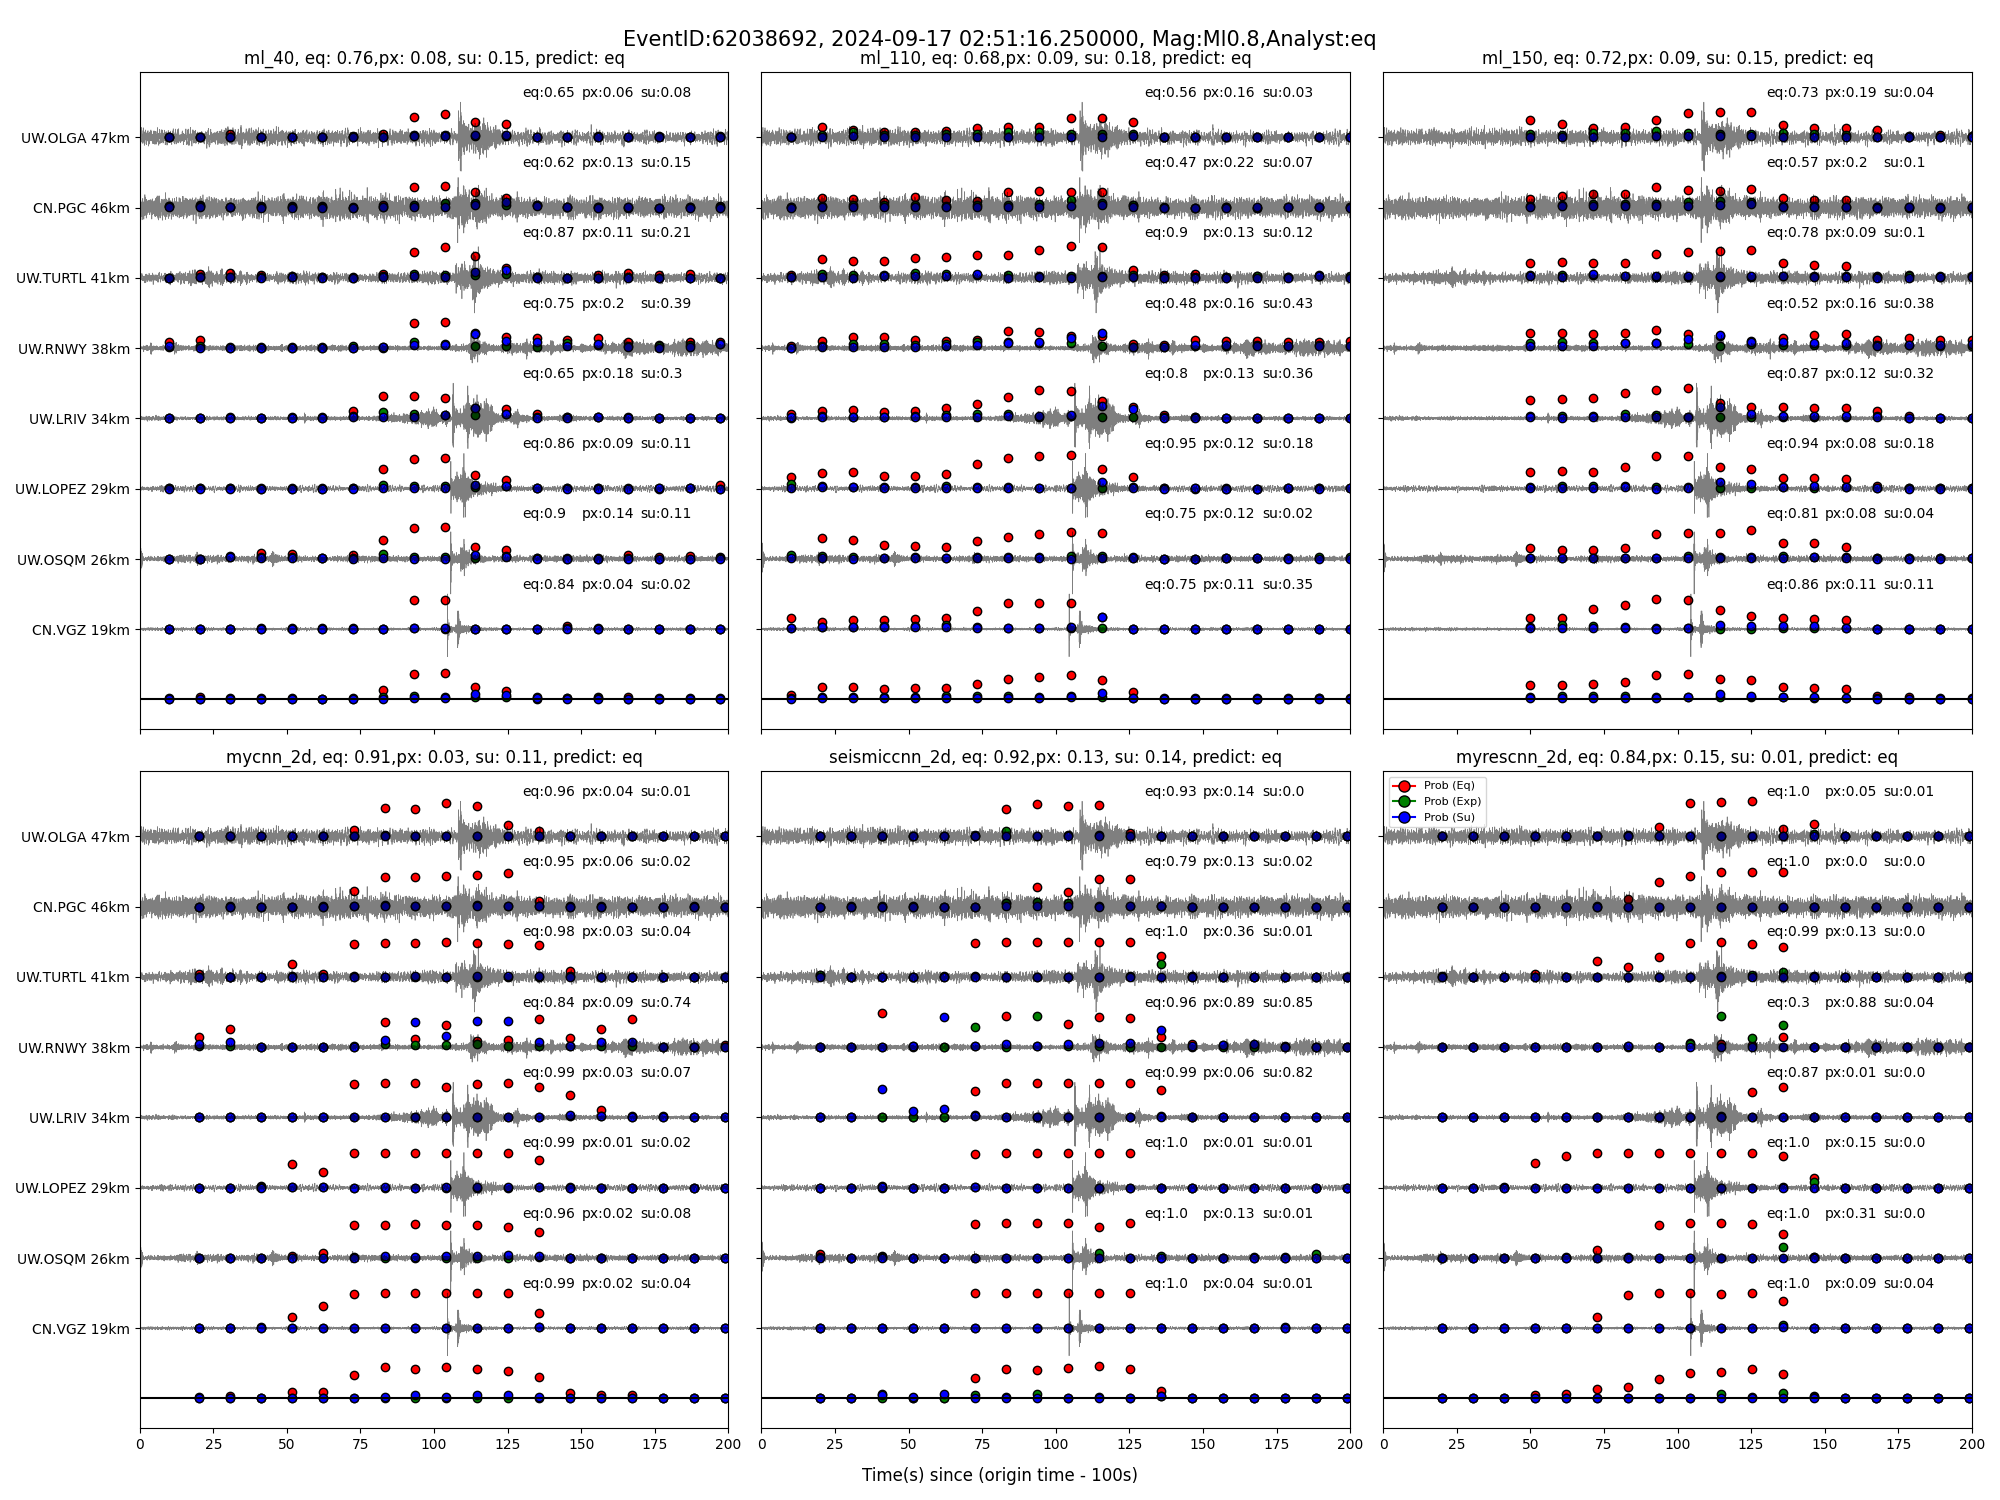 EventID:62038692, 2024-09-17 02:51:16.250000, Mag:Ml0.8,Analyst:eq
ml_40, eq: 0.76,px: 0.08, su: 0.15, predict: eq
eq:0.65 px:0.06 su:0.08
UW.OLGA 47km
eq:0.62 px:0.13 su:0.15
CN.PGC 46km
eq:0.87 px:0.11 su:0.21
UW.TURTL 41km
eq:0.75 px:0.2 su:0.39
UW.RNWY 38km
eq:0.65 px:0.18 su:0.3
UW.LRIV 34km
eq:0.86 px:0.09 su:0.11
UW.LOPEZ 29km
eq:0.9 px:0.14 su:0.11
UW.OSQM 26km
eq:0.84 px:0.04 su:0.02
CN.VGZ 19km
ml_110, eq: 0.68,px: 0.09, su: 0.18, predict: eq
eq:0.56 px:0.16 su:0.03
eq:0.47 px:0.22 su:0.07
eq:0.9 px:0.13 su:0.12
eq:0.48 px:0.16 su:0.43
eq:0.8 px:0.13 su:0.36
eq:0.95 px:0.12 su:0.18
eq:0.75 px:0.12 su:0.02
eq:0.75 px:0.11 su:0.35
ml_150, eq: 0.72,px: 0.09, su: 0.15, predict: eq
eq:0.73 px:0.19 su:0.04
eq:0.57 px:0.2 su:0.1
eq:0.78 px:0.09 su:0.1
eq:0.52 px:0.16 su:0.38
eq:0.87 px:0.12 su:0.32
eq:0.94 px:0.08 su:0.18
eq:0.81 px:0.08 su:0.04
eq:0.86 px:0.11 su:0.11
mycnn_2d, eq: 0.91,px: 0.03, su: 0.11, predict: eq
eq:0.96 px:0.04 su:0.01
UW.OLGA 47km
eq:0.95 px:0.06 su:0.02
CN.PGC 46km
eq:0.98 px:0.03 su:0.04
UW.TURTL 41km
eq:0.84 px:0.09 su:0.74
UW.RNWY 38km
eq:0.99 px:0.03 su:0.07
UW.LRIV 34km
eq:0.99 px:0.01 su:0.02
UW.LOPEZ 29km
eq:0.96 px:0.02 su:0.08
UW.OSQM 26km
eq:0.99 px:0.02 su:0.04
CN.VGZ 19km
0 25 50 75 100 125 150 175 200
seismiccnn_2d, eq: 0.92,px: 0.13, su: 0.14, predict: eq
eq:0.93 px:0.14 su:0.0
eq:0.79 px:0.13 su:0.02
eq:1.0 px:0.36 su:0.01
eq:0.96 px:0.89 su:0.85
eq:0.99 px:0.06 su:0.82
eq:1.0 px:0.01 su:0.01
eq:1.0 px:0.13 su:0.01
eq:1.0 px:0.04 su:0.01
0 25 50 75 100 125 150 175 200
myrescnn_2d, eq: 0.84,px: 0.15, su: 0.01, predict: eq
Prob (Eq)
Prob (Exp)
Prob (Su)
eq:1.0 px:0.05 su:0.01
eq:1.0 px:0.0 su:0.0
eq:0.99 px:0.13 su:0.0
eq:0.3 px:0.88 su:0.04
eq:0.87 px:0.01 su:0.0
eq:1.0 px:0.15 su:0.0
eq:1.0 px:0.31 su:0.0
eq:1.0 px:0.09 su:0.04
0 25 50 75 100 125 150 175 200
Time(s) since (origin time - 100s)